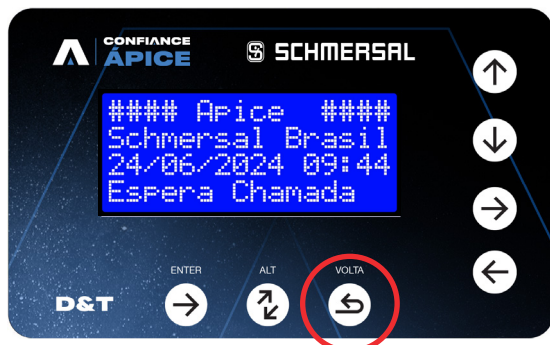 CONFIANCE
ÁPICE
SCHMERSAL
#### Apice ####
Schmersal Brasil
24/06/2024 09:44
Espera Chamada
ENTER
ALT
VOLTA
D&T